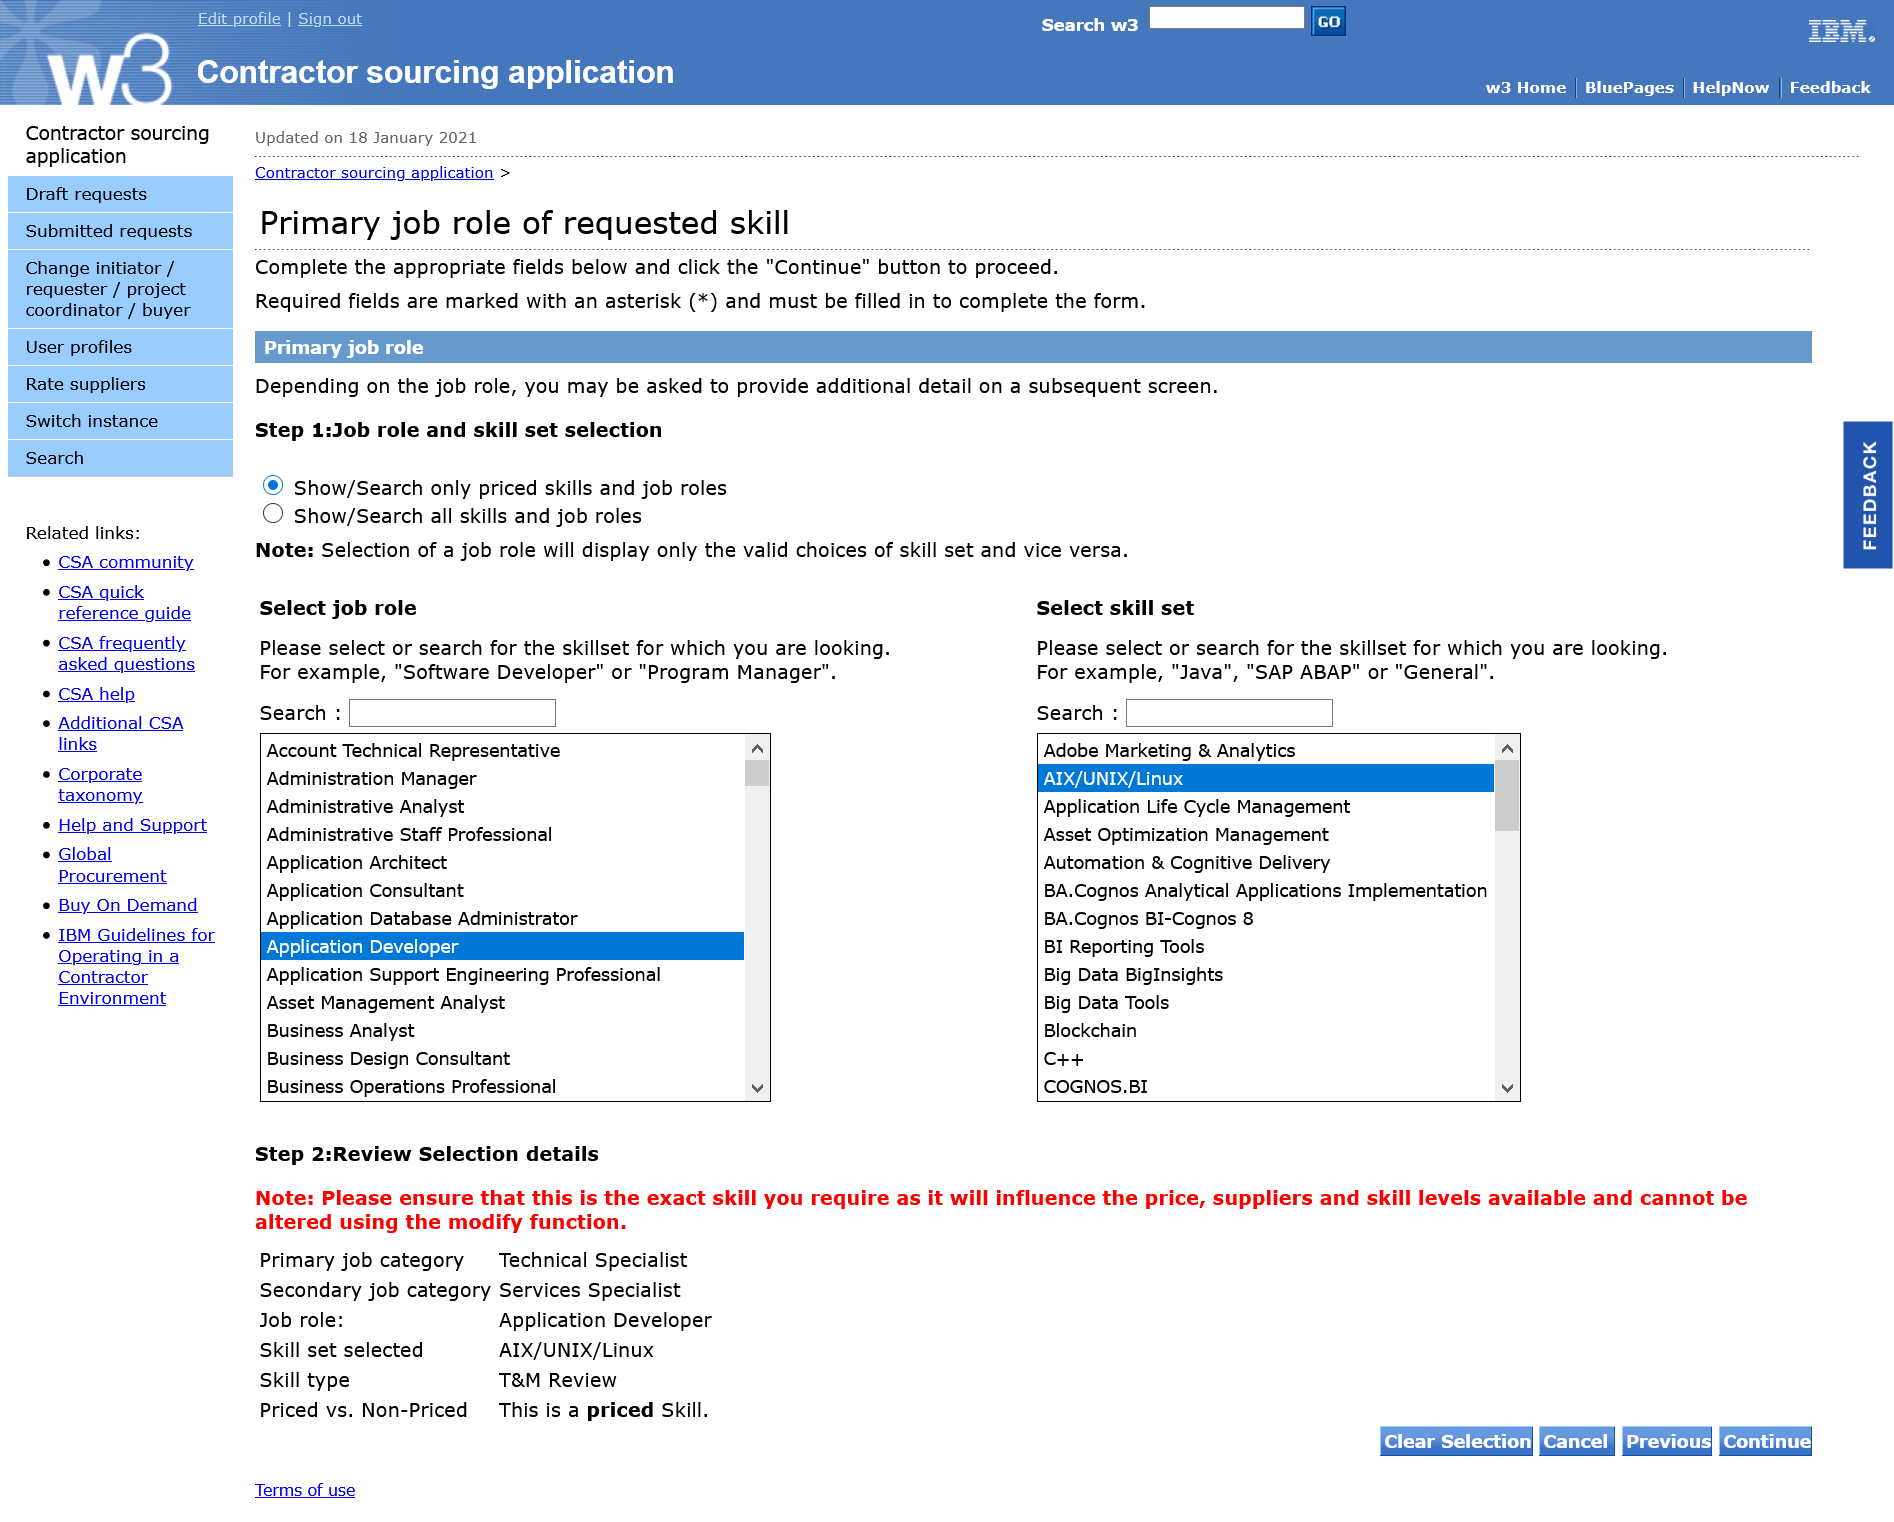 Edit profile | Sign out
Search w3
GO
IBM
w3
Contractor sourcing application
w3 Home | BluePages | HelpNow | Feedback
Contractor sourcing
application
Draft requests
Submitted requests
Change initiator /
requester / project
coordinator / buyer
User profiles
Rate suppliers
Switch instance
Search
Related links:
• CSA community
• CSA quick
reference guide
• CSA frequently
asked questions
• CSA help
• Additional CSA
links
• Corporate
taxonomy
• Help and Support
• Global
Procurement
• Buy On Demand
• IBM Guidelines for
Operating in a
Contractor
Environment
Updated on 18 January 2021
Contractor sourcing application >
Primary job role of requested skill
Complete the appropriate fields below and click the "Continue" button to proceed.
Required fields are marked with an asterisk (*) and must be filled in to complete the form.
Primary job role
Depending on the job role, you may be asked to provide additional detail on a subsequent screen.
Step 1:Job role and skill set selection
Show/Search only priced skills and job roles
Show/Search all skills and job roles
Note: Selection of a job role will display only the valid choices of skill set and vice versa.
Select job role
Please select or search for the skillset for which you are looking.
For example, "Software Developer" or "Program Manager".
Search :
Account Technical Representative
Administration Manager
Administrative Analyst
Administrative Staff Professional
Application Architect
Application Consultant
Application Database Administrator
Application Developer
Application Support Engineering Professional
Asset Management Analyst
Business Analyst
Business Design Consultant
Business Operations Professional
Select skill set
Please select or search for the skillset for which you are looking.
For example, "Java", "SAP ABAP" or "General".
Search :
Adobe Marketing & Analytics
AIX/UNIX/Linux
Application Life Cycle Management
Asset Optimization Management
Automation & Cognitive Delivery
BA.Cognos Analytical Applications Implementation
BA.Cognos BI-Cognos 8
BI Reporting Tools
Big Data BigInsights
Big Data Tools
Blockchain
C++
COGNOS.BI
FEEDBACK
Step 2:Review Selection details
Note: Please ensure that this is the exact skill you require as it will influence the price, suppliers and skill levels available and cannot be
altered using the modify function.
Primary job category Technical Specialist
Secondary job category Services Specialist
Job role: Application Developer
Skill set selected AIX/UNIX/Linux
Skill type T&M Review
Priced vs. Non-Priced This is a priced Skill.
Clear Selection Cancel Previous Continue
Terms of use